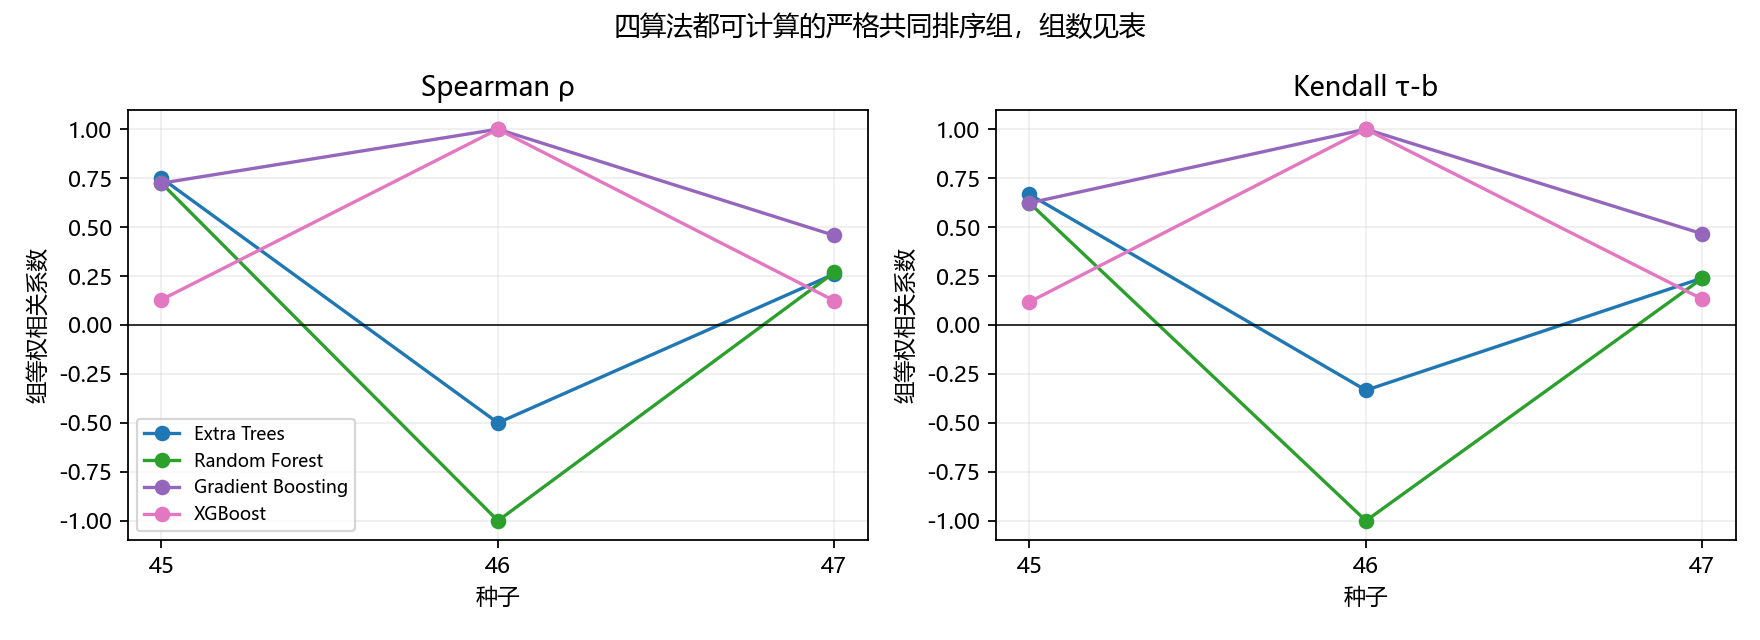 四算法都可计算的严格共同排序组，组数见表
Spearman ρ
组等权相关系数
1.00
0.75
0.50
0.25
0.00
-0.25
-0.50
-0.75
-1.00
Extra Trees
Random Forest
Gradient Boosting
XGBoost
45
46
47
种子
Kendall τ-b
组等权相关系数
1.00
0.75
0.50
0.25
0.00
-0.25
-0.50
-0.75
-1.00
45
46
47
种子